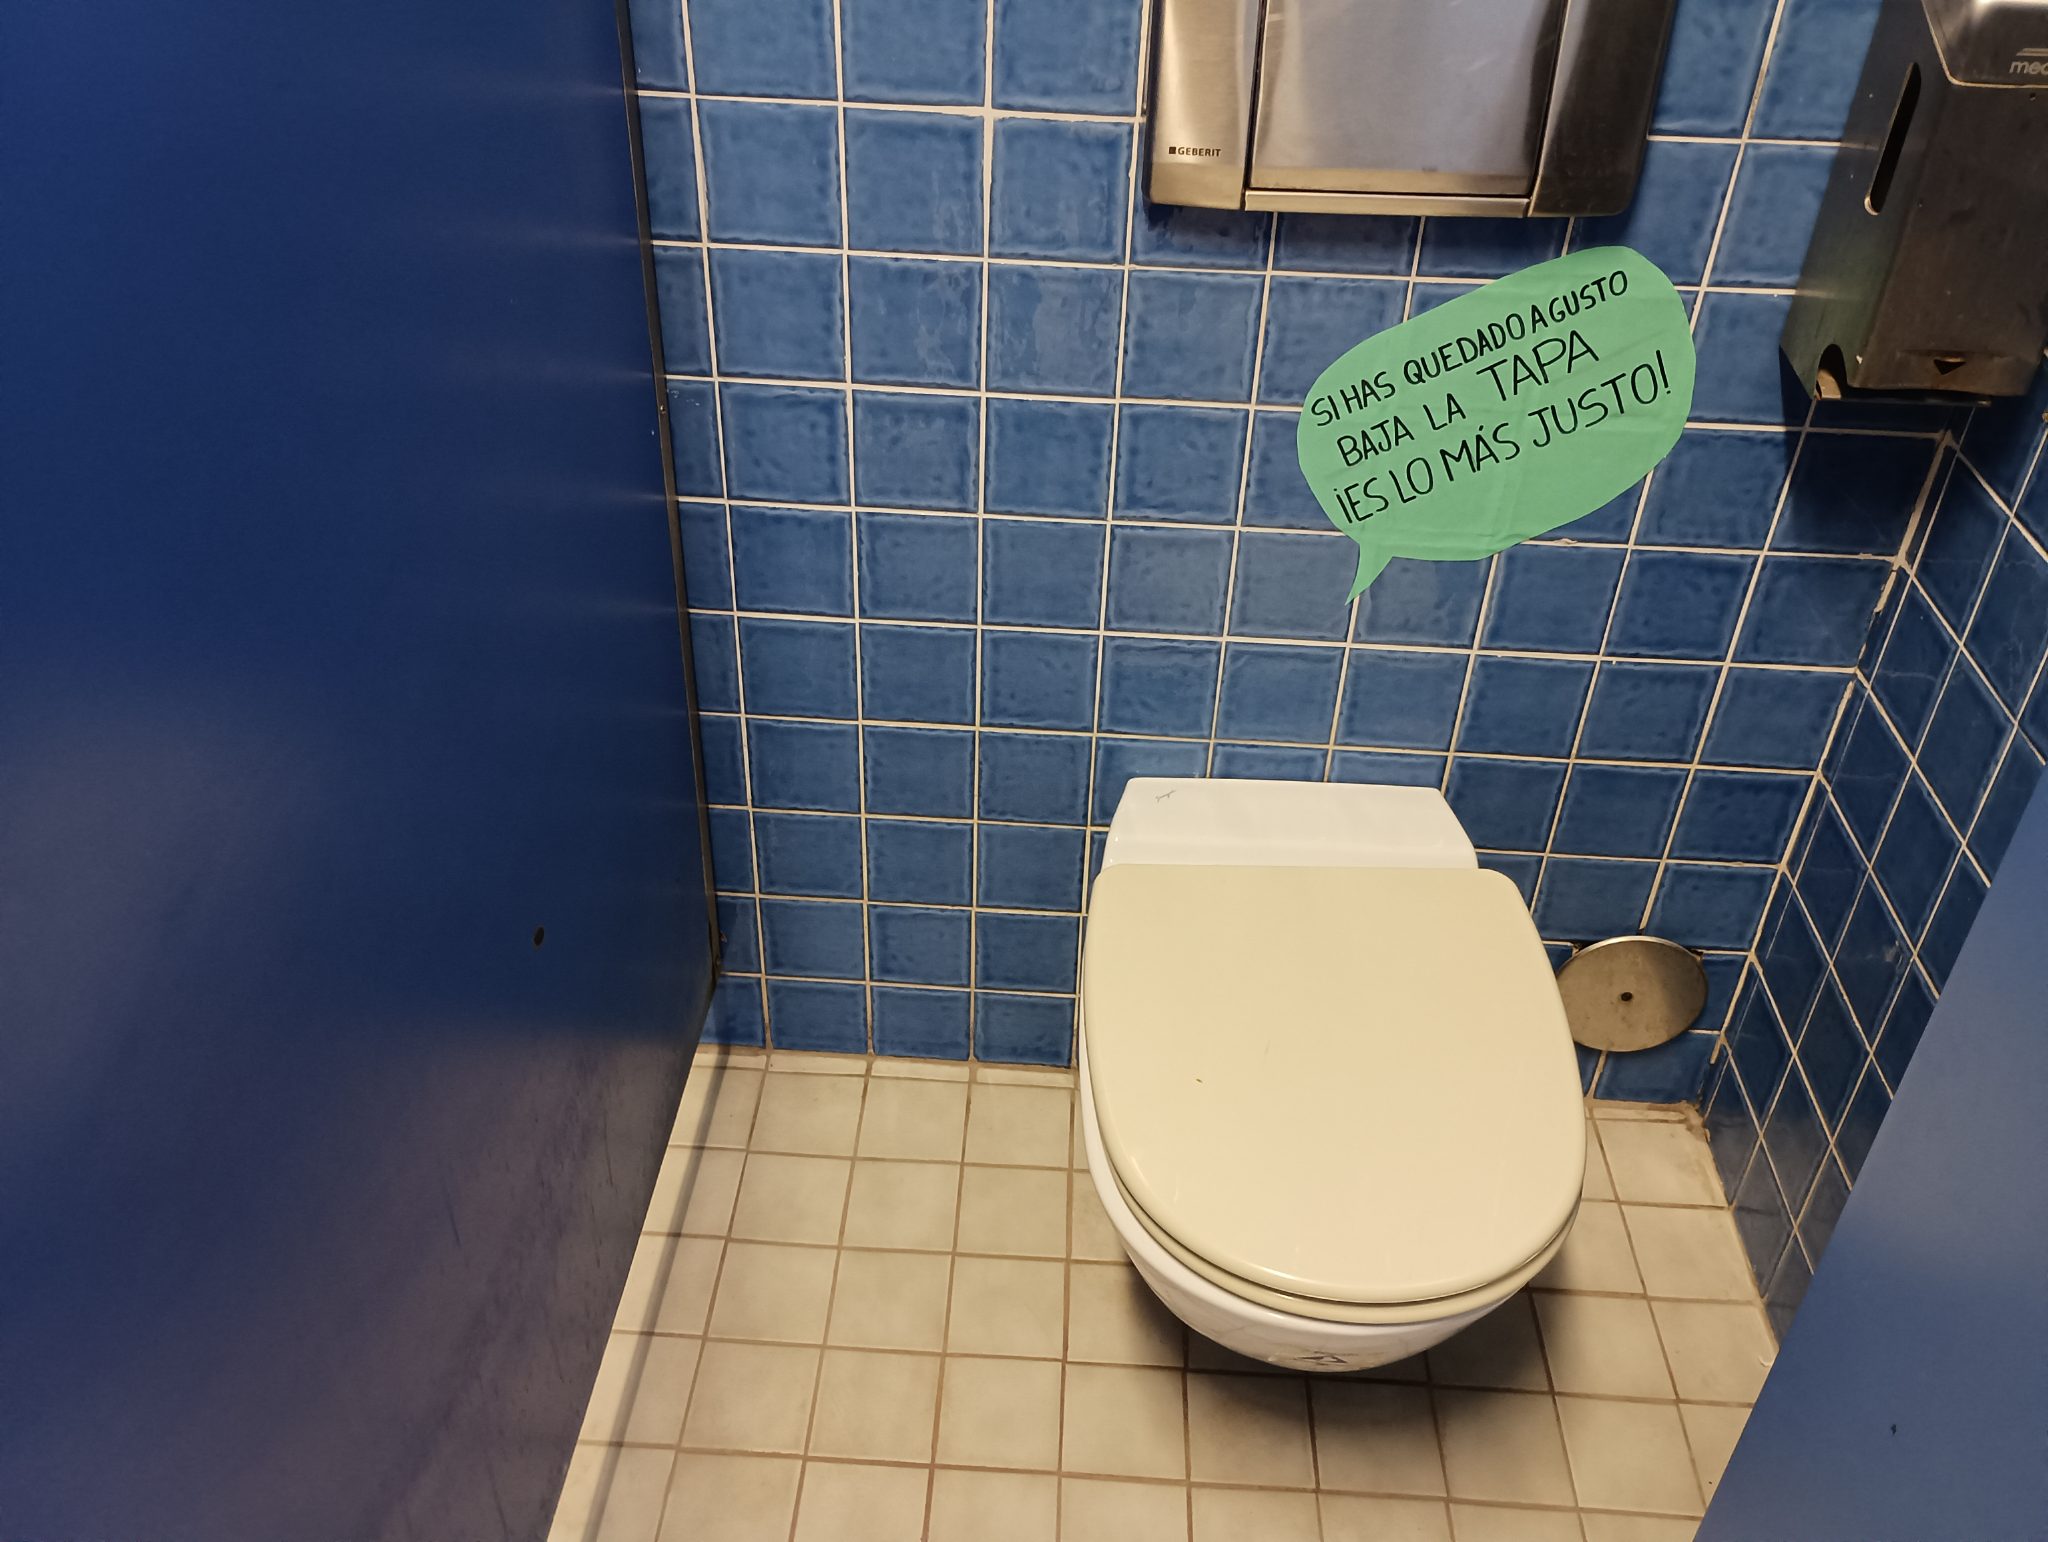 GEBERIT
SI HAS QUEDADO A GUSTO
BAJA LA TAPA
¡ES LO MÁS JUSTO!